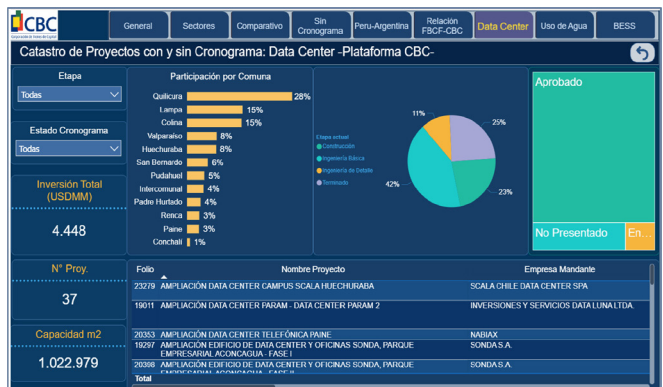 CBC
General
Sectores
Comparativo
Sin Cronograma
Peru-Argentina
Relación FBCF-CBC
Data Center
Uso de Agua
BESS
Catastro de Proyectos con y sin Cronograma: Data Center -Plataforma CBC-
Etapa
Todas
Estado Cronograma
Todas
Inversión Total
(USDMM)
4.448
N° Proy.
37
Capacidad m2
1.022.979
Participación por Comuna
Quilicura 28%
Lampa 15%
Colina 15%
Valparaíso 8%
Huechuraba 8%
San Bernardo 6%
Pudahuel 5%
Intercomunal 4%
Padre Hurtado 4%
Renca 3%
Paine 3%
Conchalí 1%
Etapa actual
Construcción
Ingeniería Básica
Ingeniería de Detalle
Terminado
11%
25%
42%
23%
Aprobado
No Presentado
En...
Folio Nombre Proyecto Empresa Mandante
23279 AMPLIACIÓN DATA CENTER CAMPUS SCALA HUECHURABA SCALA CHILE DATA CENTER SPA
19011 AMPLIACIÓN DATA CENTER PARAM - DATA CENTER PARAM 2 INVERSIONES Y SERVICIOS DATA LUNA LTDA.
20353 AMPLIACIÓN DATA CENTER TELEFÓNICA PAINE NABIAX
19297 AMPLIACIÓN EDIFICIO DE DATA CENTER Y OFICINAS SONDA, PARQUE SONDA S.A.
EMPRESARIAL ACONCAGUA - FASE I
20398 AMPLIACIÓN EDIFICIO DE DATA CENTER Y OFICINAS SONDA, PARQUE SONDA S.A.
EMPRESARIAL ACONCAGUA - FASE II
Total